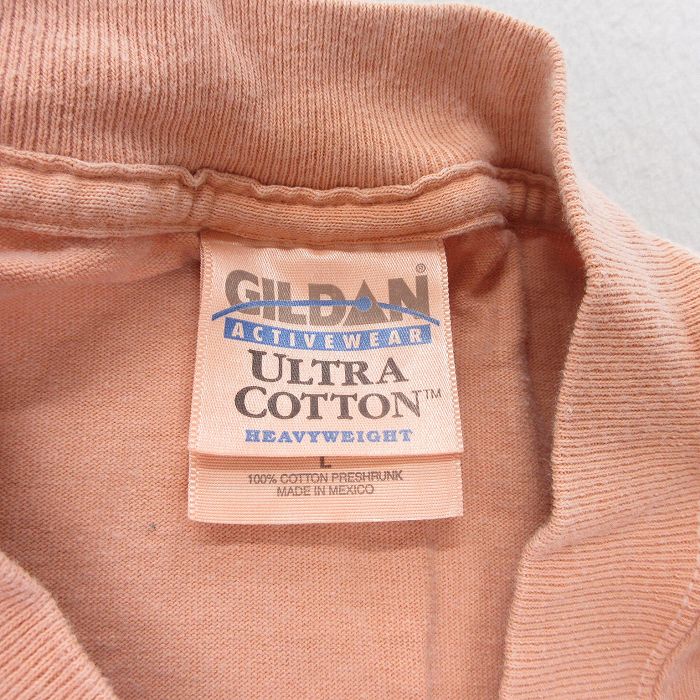 GILDAN®
ACTIVEWEAR
ULTRA
COTTON™
HEAVYWEIGHT
L
100% COTTON PRESHRUNK
MADE IN MEXICO